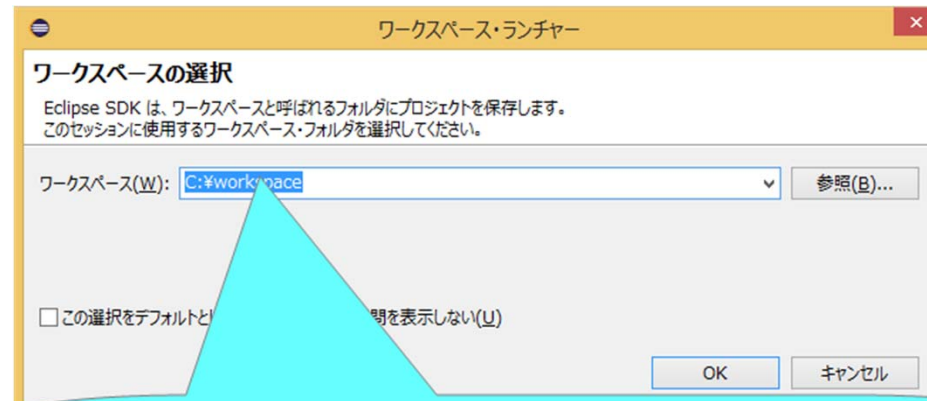 ワークスペース・ランチャー
ワークスペースの選択
Eclipse SDK は、ワークスペースと呼ばれるフォルダにプロジェクトを保存します。
このセッションに使用するワークスペース・フォルダを選択してください。
ワークスペース(W): C:¥workspace 参照(B)...
この選択をデフォルトと 問を表示しない(U)
OK キャンセル